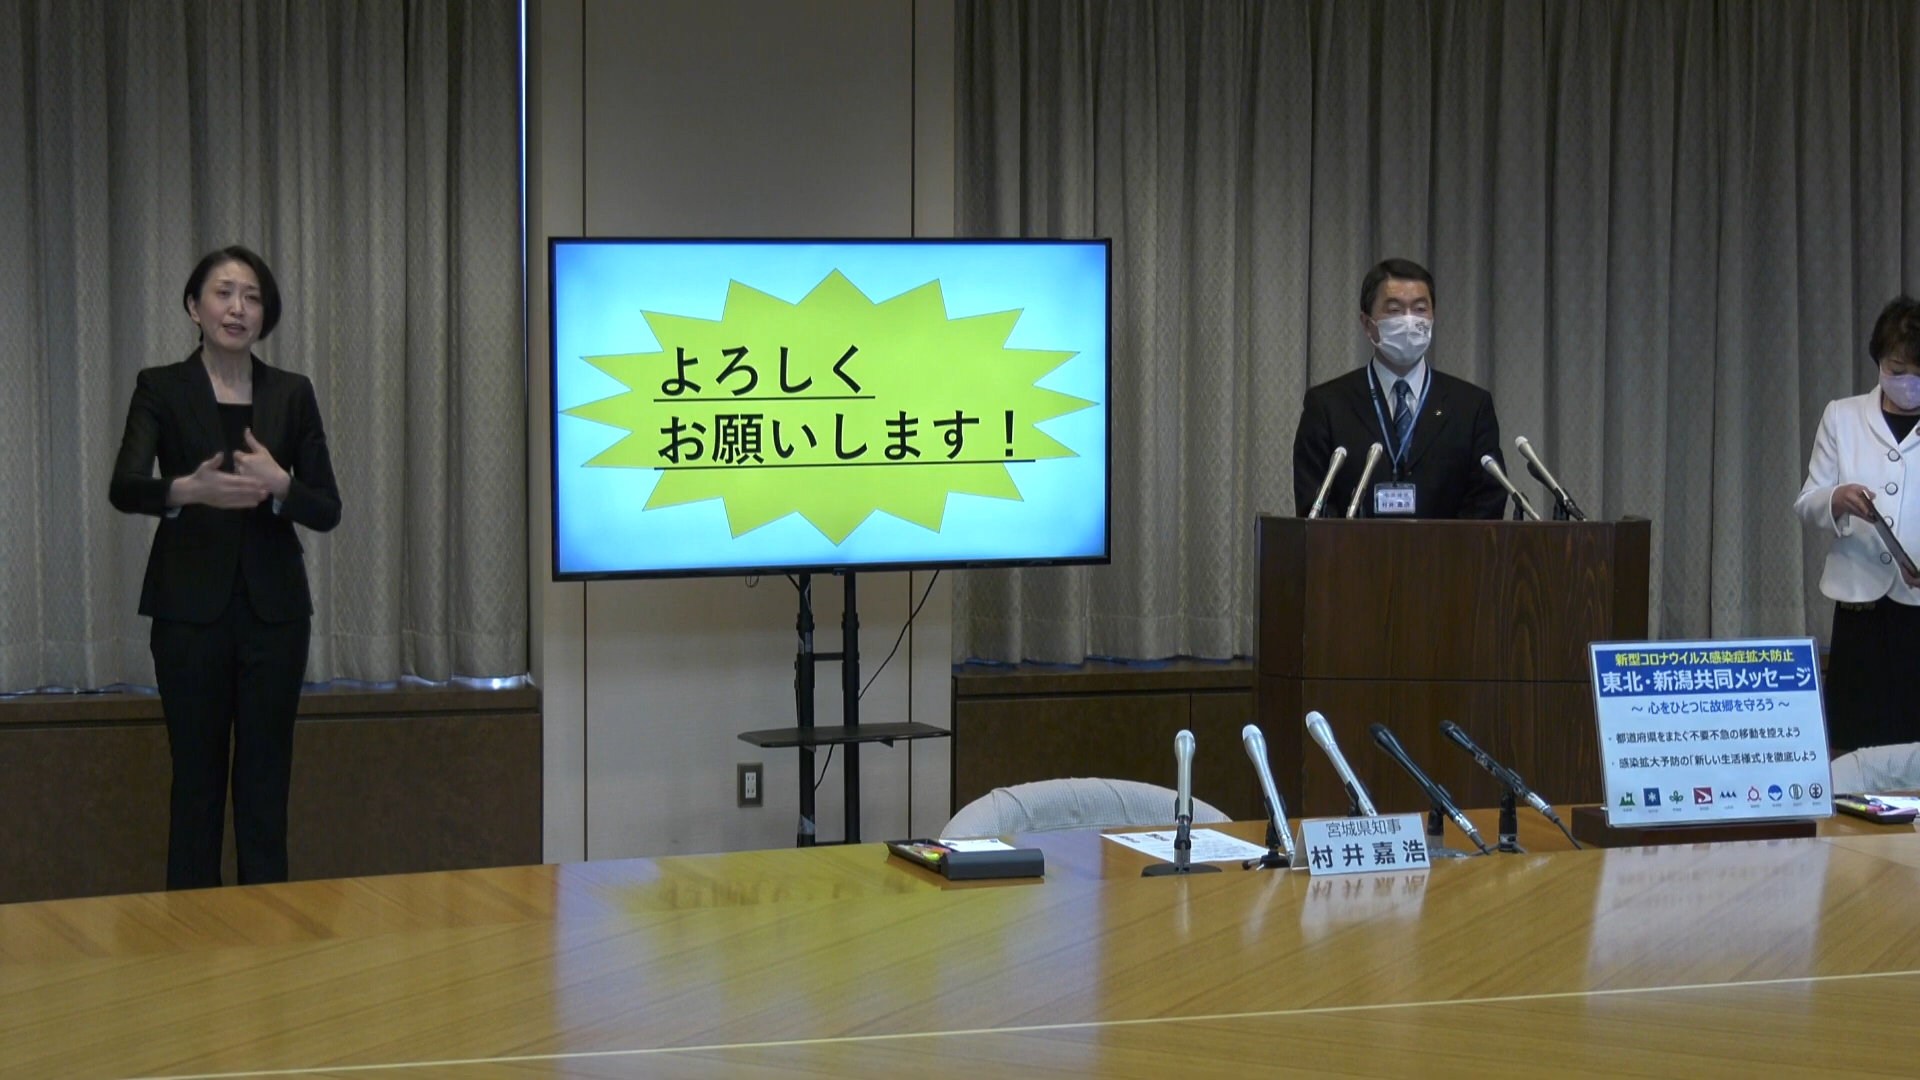 よろしく
お願いします！
村井 嘉浩
新型コロナウイルス感染症拡大防止
東北・新潟共同メッセージ
～ 心をひとつに故郷を守ろう ～
・都道府県をまたぐ不要不急の移動を控えよう
・感染拡大予防の「新しい生活様式」を徹底しよう
宮城県知事
村井嘉浩